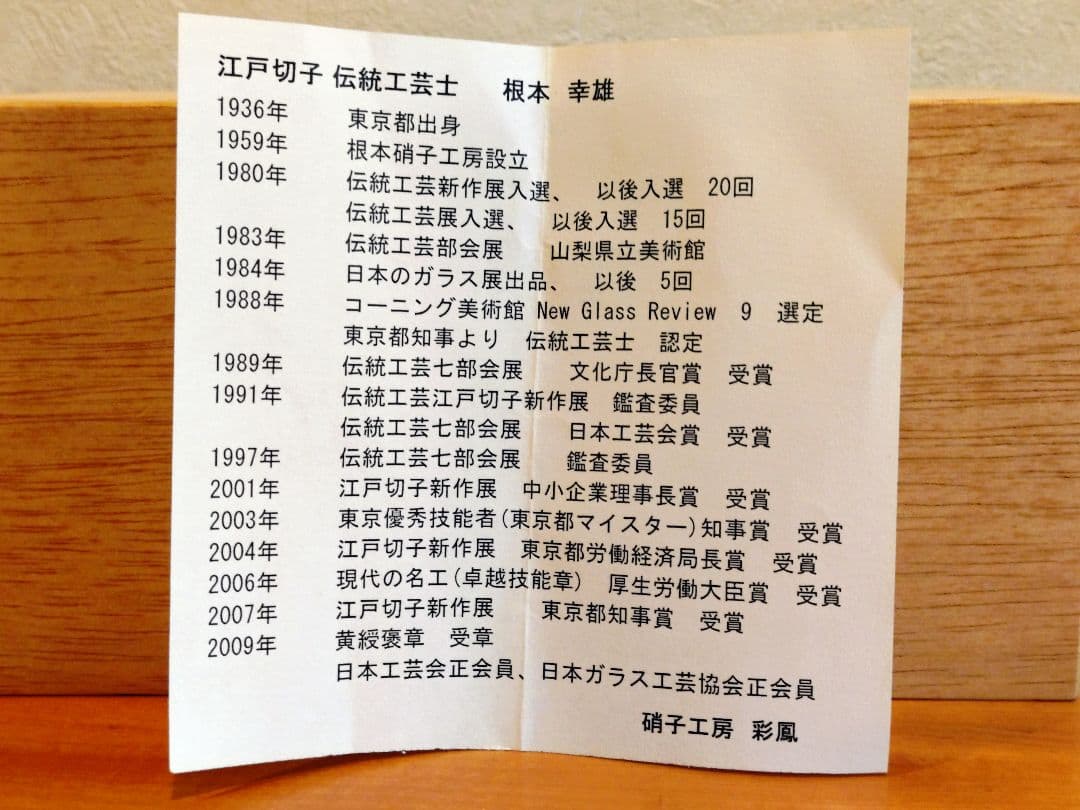 江戸切子 伝統工芸士 根本 幸雄
1936年 東京都出身
1959年 根本硝子工房設立
1980年 伝統工芸新作展入選、 以後入選 20回
伝統工芸展入選、 以後入選 15回
1983年 伝統工芸部会展 山梨県立美術館
1984年 日本のガラス展出品、 以後 5回
1988年 コーニング美術館 New Glass Review 9 選定
東京都知事より 伝統工芸士 認定
1989年 伝統工芸七部会展 文化庁長官賞 受賞
1991年 伝統工芸江戸切子新作展 鑑査委員
伝統工芸七部会展 日本工芸会賞 受賞
1997年 伝統工芸七部会展 鑑査委員
2001年 江戸切子新作展 中小企業理事長賞 受賞
2003年 東京優秀技能者(東京都マイスター)知事賞 受賞
2004年 江戸切子新作展 東京都労働経済局長賞 受賞
2006年 現代の名工(卓越技能章) 厚生労働大臣賞 受賞
2007年 江戸切子新作展 東京都知事賞 受賞
2009年 黄綬褒章 受章
日本工芸会正会員、日本ガラス工芸協会正会員
硝子工房 彩鳳